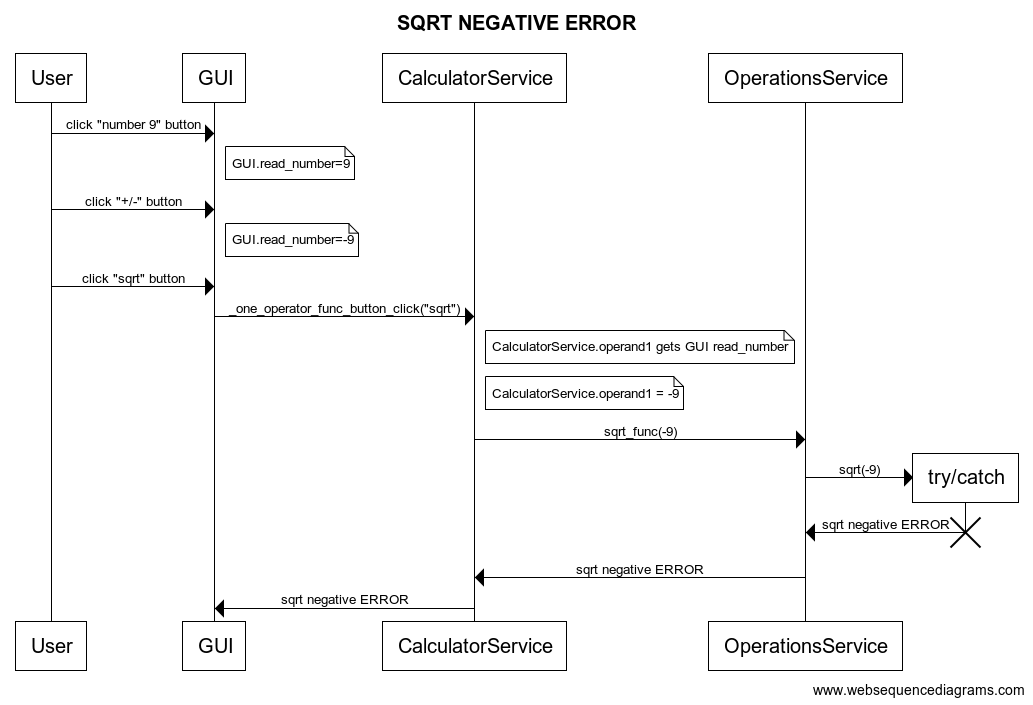 SQRT NEGATIVE ERROR
User
GUI
CalculatorService
OperationsService
click "number 9" button
GUI.read_number=9
click "+/-" button
GUI.read_number=-9
click "sqrt" button
_one_operator_func_button_click("sqrt")
CalculatorService.operand1 gets GUI read_number
CalculatorService.operand1 = -9
sqrt_func(-9)
sqrt(-9)
try/catch
sqrt negative ERROR
sqrt negative ERROR
sqrt negative ERROR
User
GUI
CalculatorService
OperationsService
www.websequencediagrams.com